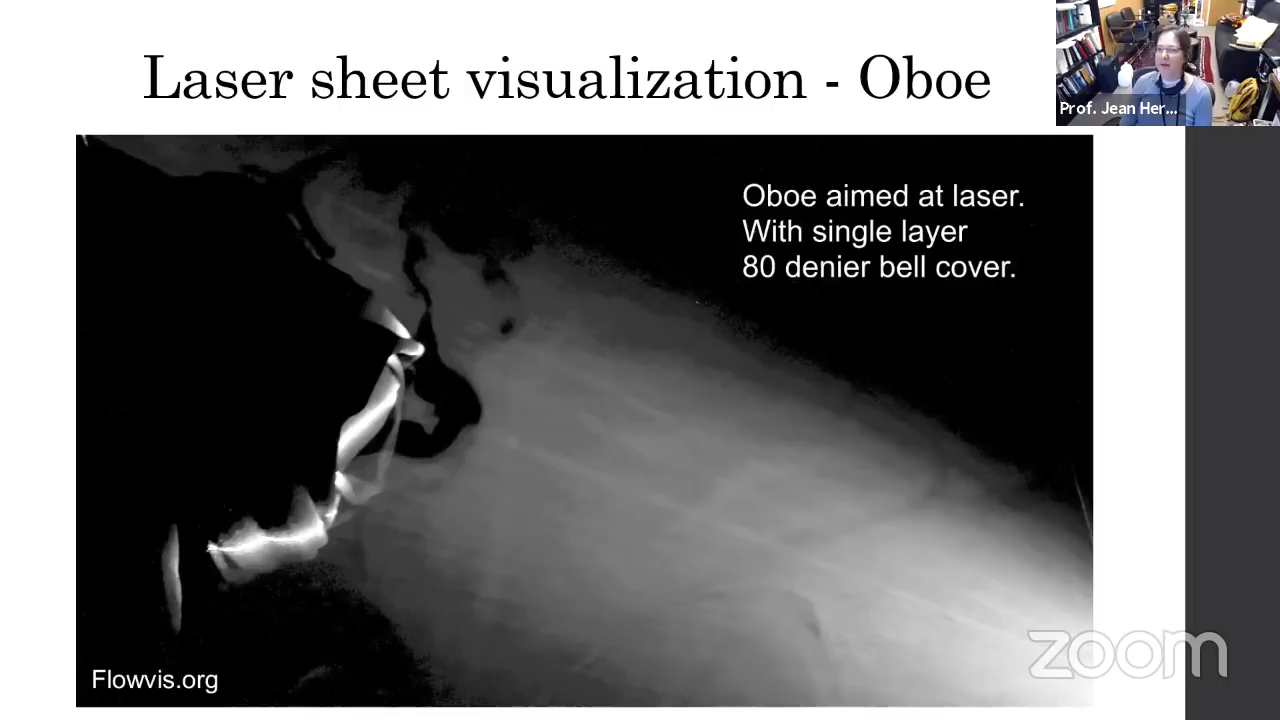 Laser sheet visualization - Oboe
Prof. Jean Her...
Oboe aimed at laser.
With single layer
80 denier bell cover.
Flowvis.org
zoom